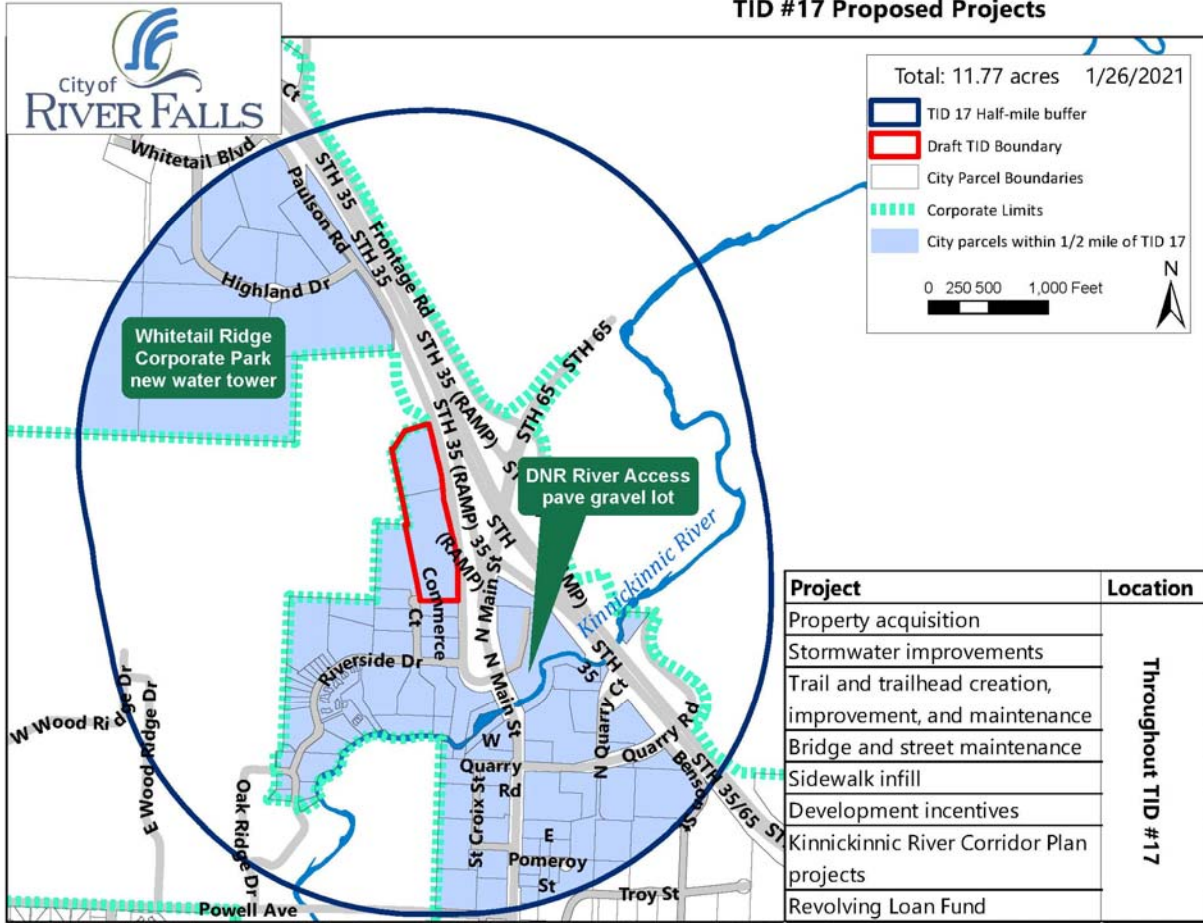 TID #17 Proposed Projects
City of
RIVER FALLS
Total: 11.77 acres 1/26/2021
TID 17 Half-mile buffer
Draft TID Boundary
City Parcel Boundaries
Corporate Limits
City parcels within 1/2 mile of TID 17
0 250 500 1,000 Feet
N
Ct
Whitetail Blvd
STH 35
Paulson Rd
STH 35
Frontage Rd
Highland Dr
Whitetail Ridge
Corporate Park
new water tower
STH 65
STH 35 (RAMP)
STH 65
STH 35 (RAMP)
DNR River Access
pave gravel lot
STH
35
(RAMP)
N Main St
Kinnickinnic River
Commerce
Ct
STH
35
Riverside Dr
N Main St
N Quarry Ct
Quarry Rd
W
Quarry
Rd
W Wood Ridge Dr
E Wood Ridge Dr
Oak Ridge Dr
St Croix St
Benson St
STH 35/65
E
Pomeroy
St
Troy St
Powell Ave
Project Location
Property acquisition
Stormwater improvements
Trail and trailhead creation,
improvement, and maintenance
Bridge and street maintenance
Sidewalk infill
Development incentives
Kinnickinnic River Corridor Plan
projects
Revolving Loan Fund
Throughout TID #17